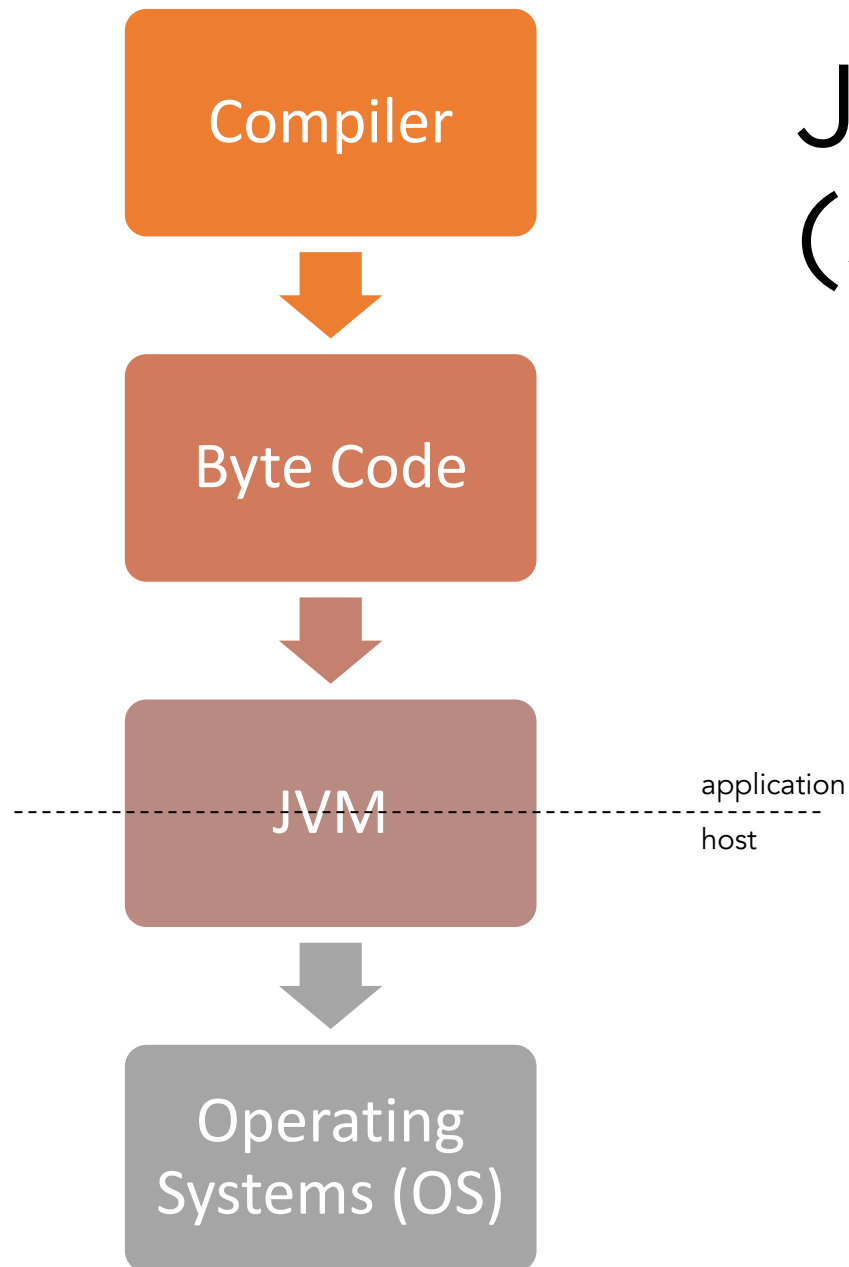 Compiler
J
(
Byte Code
JVM
application
host
Operating
Systems (OS)